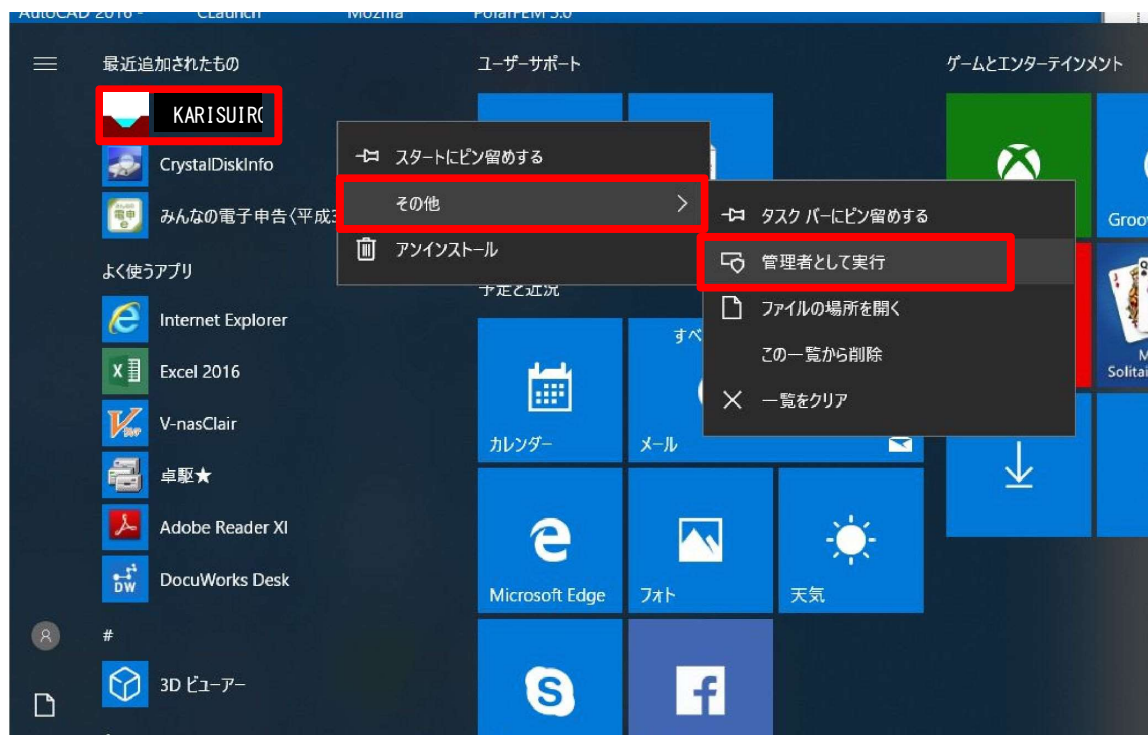 AutoCAD 2016 -
CLaunch
Mozilla
PolarFEM 3.0
最近追加されたもの
KARISUIRO
CrystalDiskInfo
みんなの電子申告〈平成3
よく使うアプリ
Internet Explorer
Excel 2016
V-nasClair
卓駆★
Adobe Reader XI
DocuWorks Desk
#
3D ビューアー
スタートにピン留めする
その他
アンインストール
タスク バーにピン留めする
管理者として実行
ファイルの場所を開く
この一覧から削除
一覧をクリア
ユーザーサポート
予定と近況
すべ
カレンダー
メール
Microsoft Edge
フォト
天気
ゲームとエンターテインメント
Groo
M
Solitai